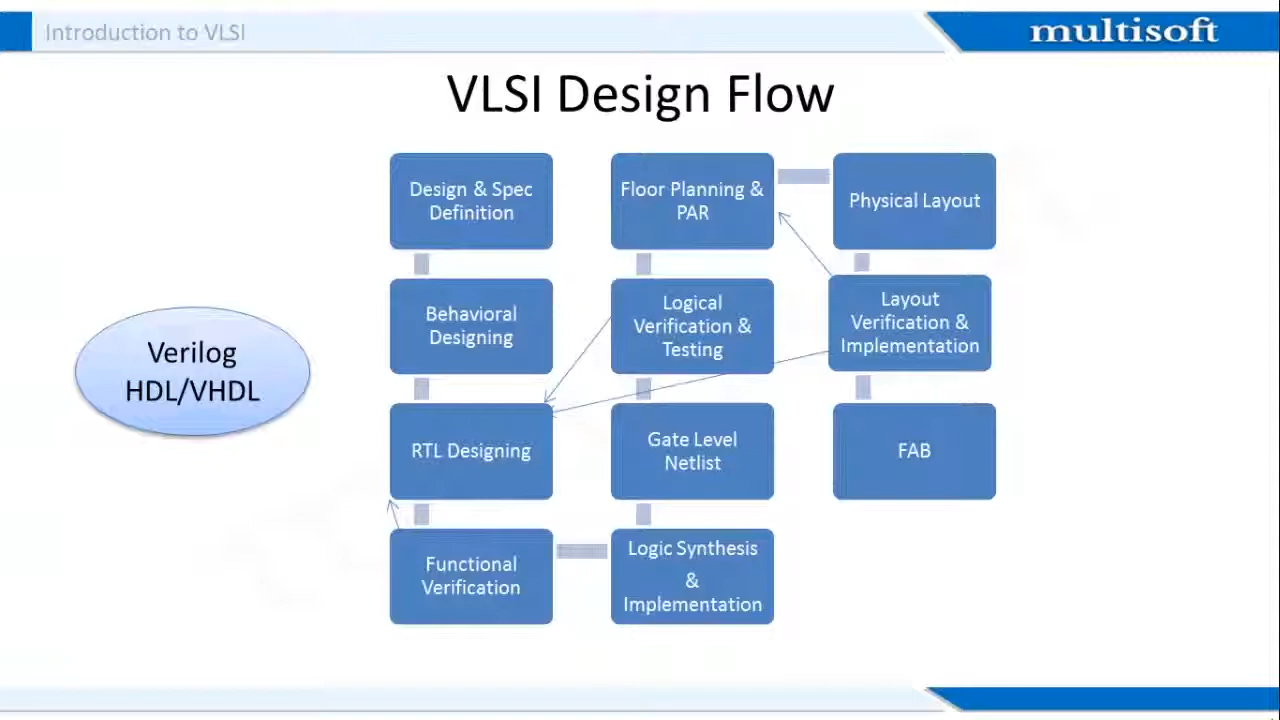 Introduction to VLSI
multisoft
VLSI Design Flow
Verilog
HDL/VHDL
Design & Spec
Definition
Behavioral
Designing
RTL Designing
Functional
Verification
Floor Planning &
PAR
Logical
Verification &
Testing
Gate Level
Netlist
Logic Synthesis
&
Implementation
Physical Layout
Layout
Verification &
Implementation
FAB